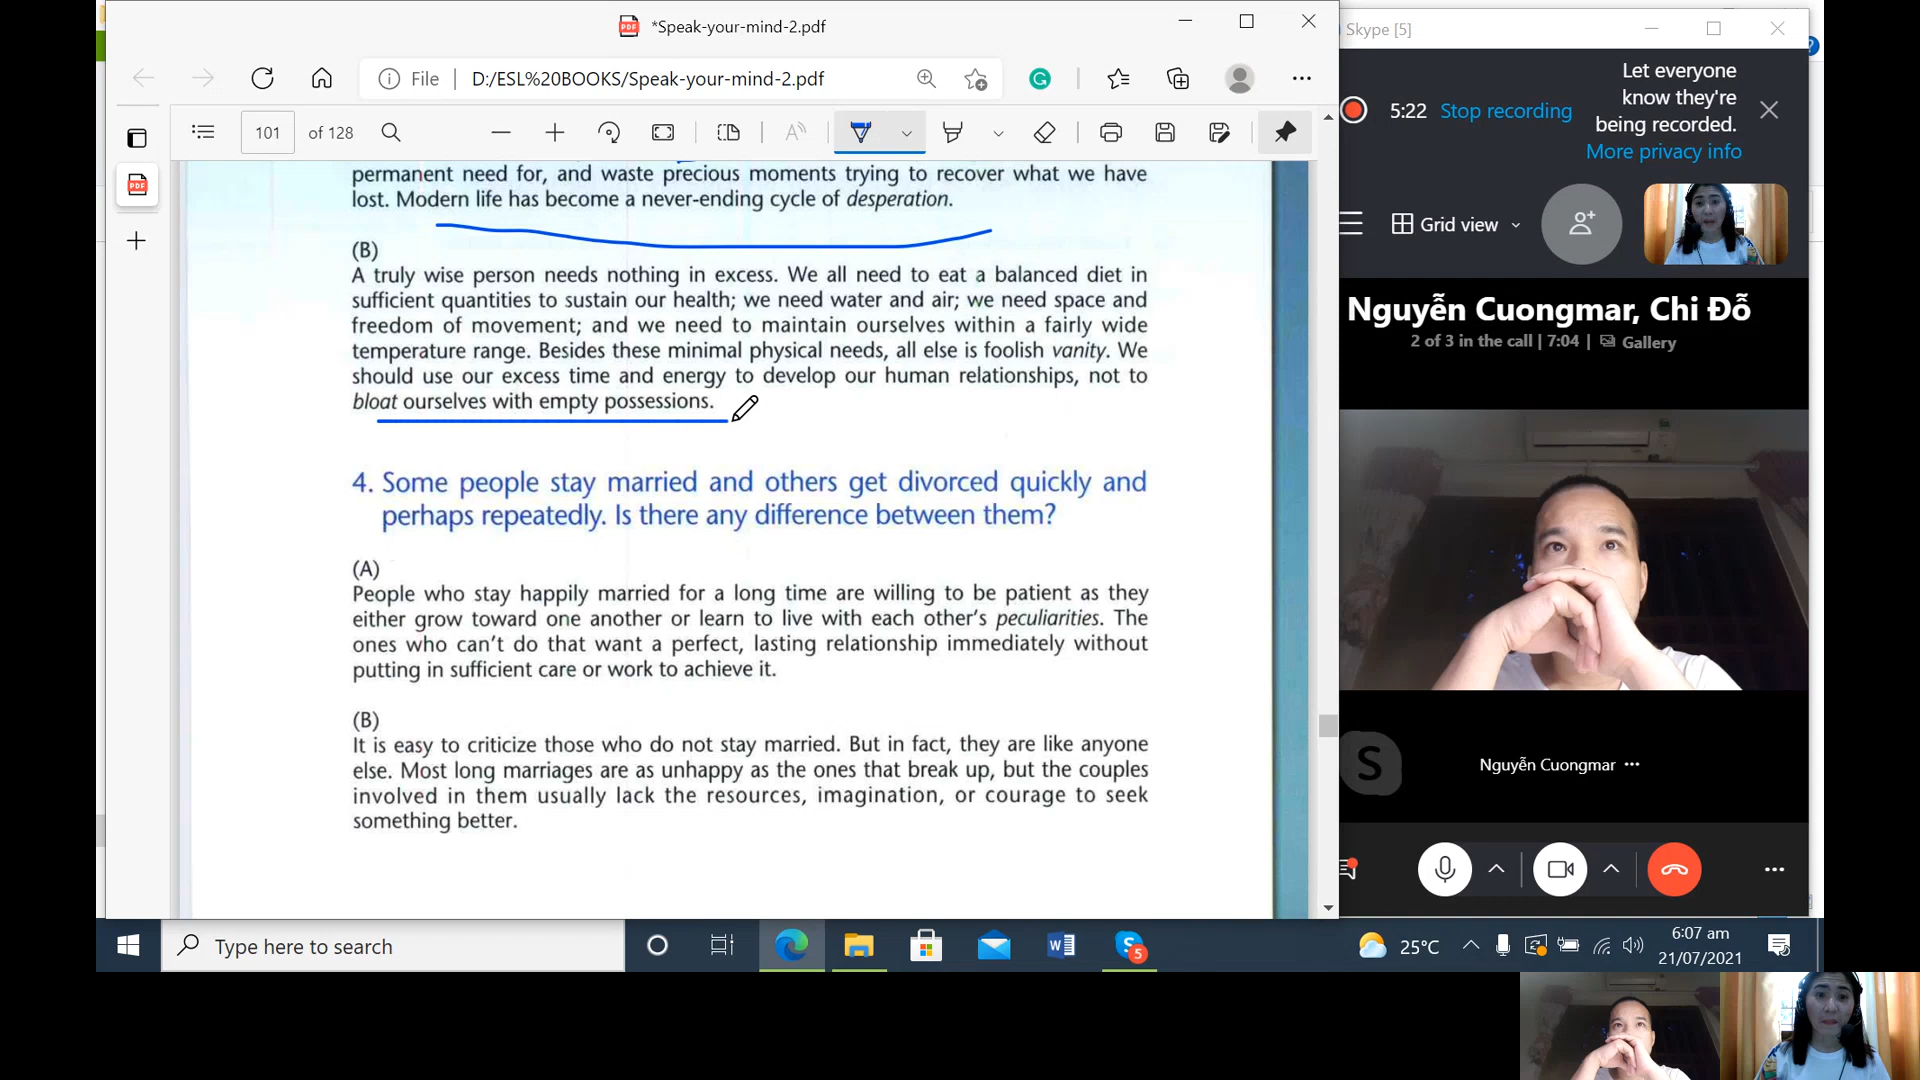 *Speak-your-mind-2.pdf
File
D:/ESL%20BOOKS/Speak-your-mind-2.pdf
101 of 128
permanent need for, and waste precious moments trying to recover what we have
lost. Modern life has become a never-ending cycle of desperation.
(B)
A truly wise person needs nothing in excess. We all need to eat a balanced diet in
sufficient quantities to sustain our health; we need water and air; we need space and
freedom of movement; and we need to maintain ourselves within a fairly wide
temperature range. Besides these minimal physical needs, all else is foolish vanity. We
should use our excess time and energy to develop our human relationships, not to
bloat ourselves with empty possessions.
4. Some people stay married and others get divorced quickly and
perhaps repeatedly. Is there any difference between them?
(A)
People who stay happily married for a long time are willing to be patient as they
either grow toward one another or learn to live with each other's peculiarities. The
ones who can't do that want a perfect, lasting relationship immediately without
putting in sufficient care or work to achieve it.
(B)
It is easy to criticize those who do not stay married. But in fact, they are like anyone
else. Most long marriages are as unhappy as the ones that break up, but the couples
involved in them usually lack the resources, imagination, or courage to seek
something better.
Skype [5]
5:22 Stop recording
Let everyone
know they're
being recorded.
More privacy info
Grid view
Nguyễn Cuongmar, Chi Đỗ
2 of 3 in the call | 7:04 | Gallery
S
Nguyễn Cuongmar
Type here to search
25°C
6:07 am
21/07/2021